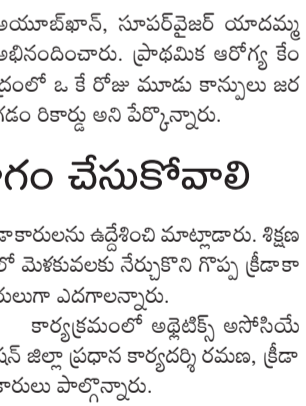 అయూబ్‌ఖాన్, సూపర్‌వైజర్ యాదమ్మ
అభినందించారు. ప్రాథమిక ఆరోగ్య కేం
ద్రంలో ఒ కే రోజు మూడు కాన్పులు జర
గడం రికార్డు అని పేర్కొన్నారు.
గం చేసుకోవాలి
డాకారులను ఉద్దేశించి మాట్లాడారు. శిక్షణ
లో మెళకువలకు నేర్చుకొని గొప్ప క్రీడాకా
రులుగా ఎదగాలన్నారు.
కార్యక్రమంలో అథ్లెటిక్స్ అసోసియే
షన్ జిల్లా ప్రధాన కార్యదర్శి రమణ, క్రీడా
కారులు పాల్గొన్నారు.